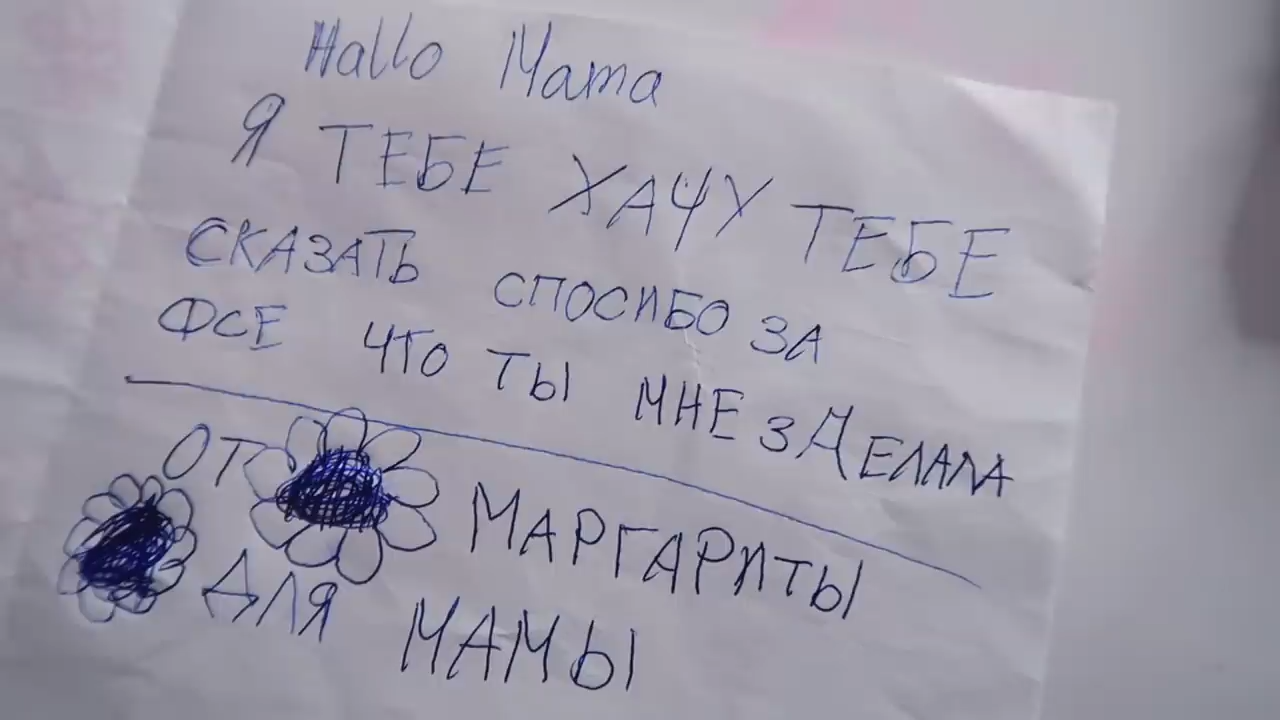 Hallo Mama
Я ТЕБЕ ХАЧУ ТЕБЕ
СКАЗАТЬ СПОСИБО ЗА
ФСЕ ЧТО ТЫ МНЕ ЗДЕЛАЛА
ОТ МАРГАРИТЫ
ДЛЯ МАМЫ